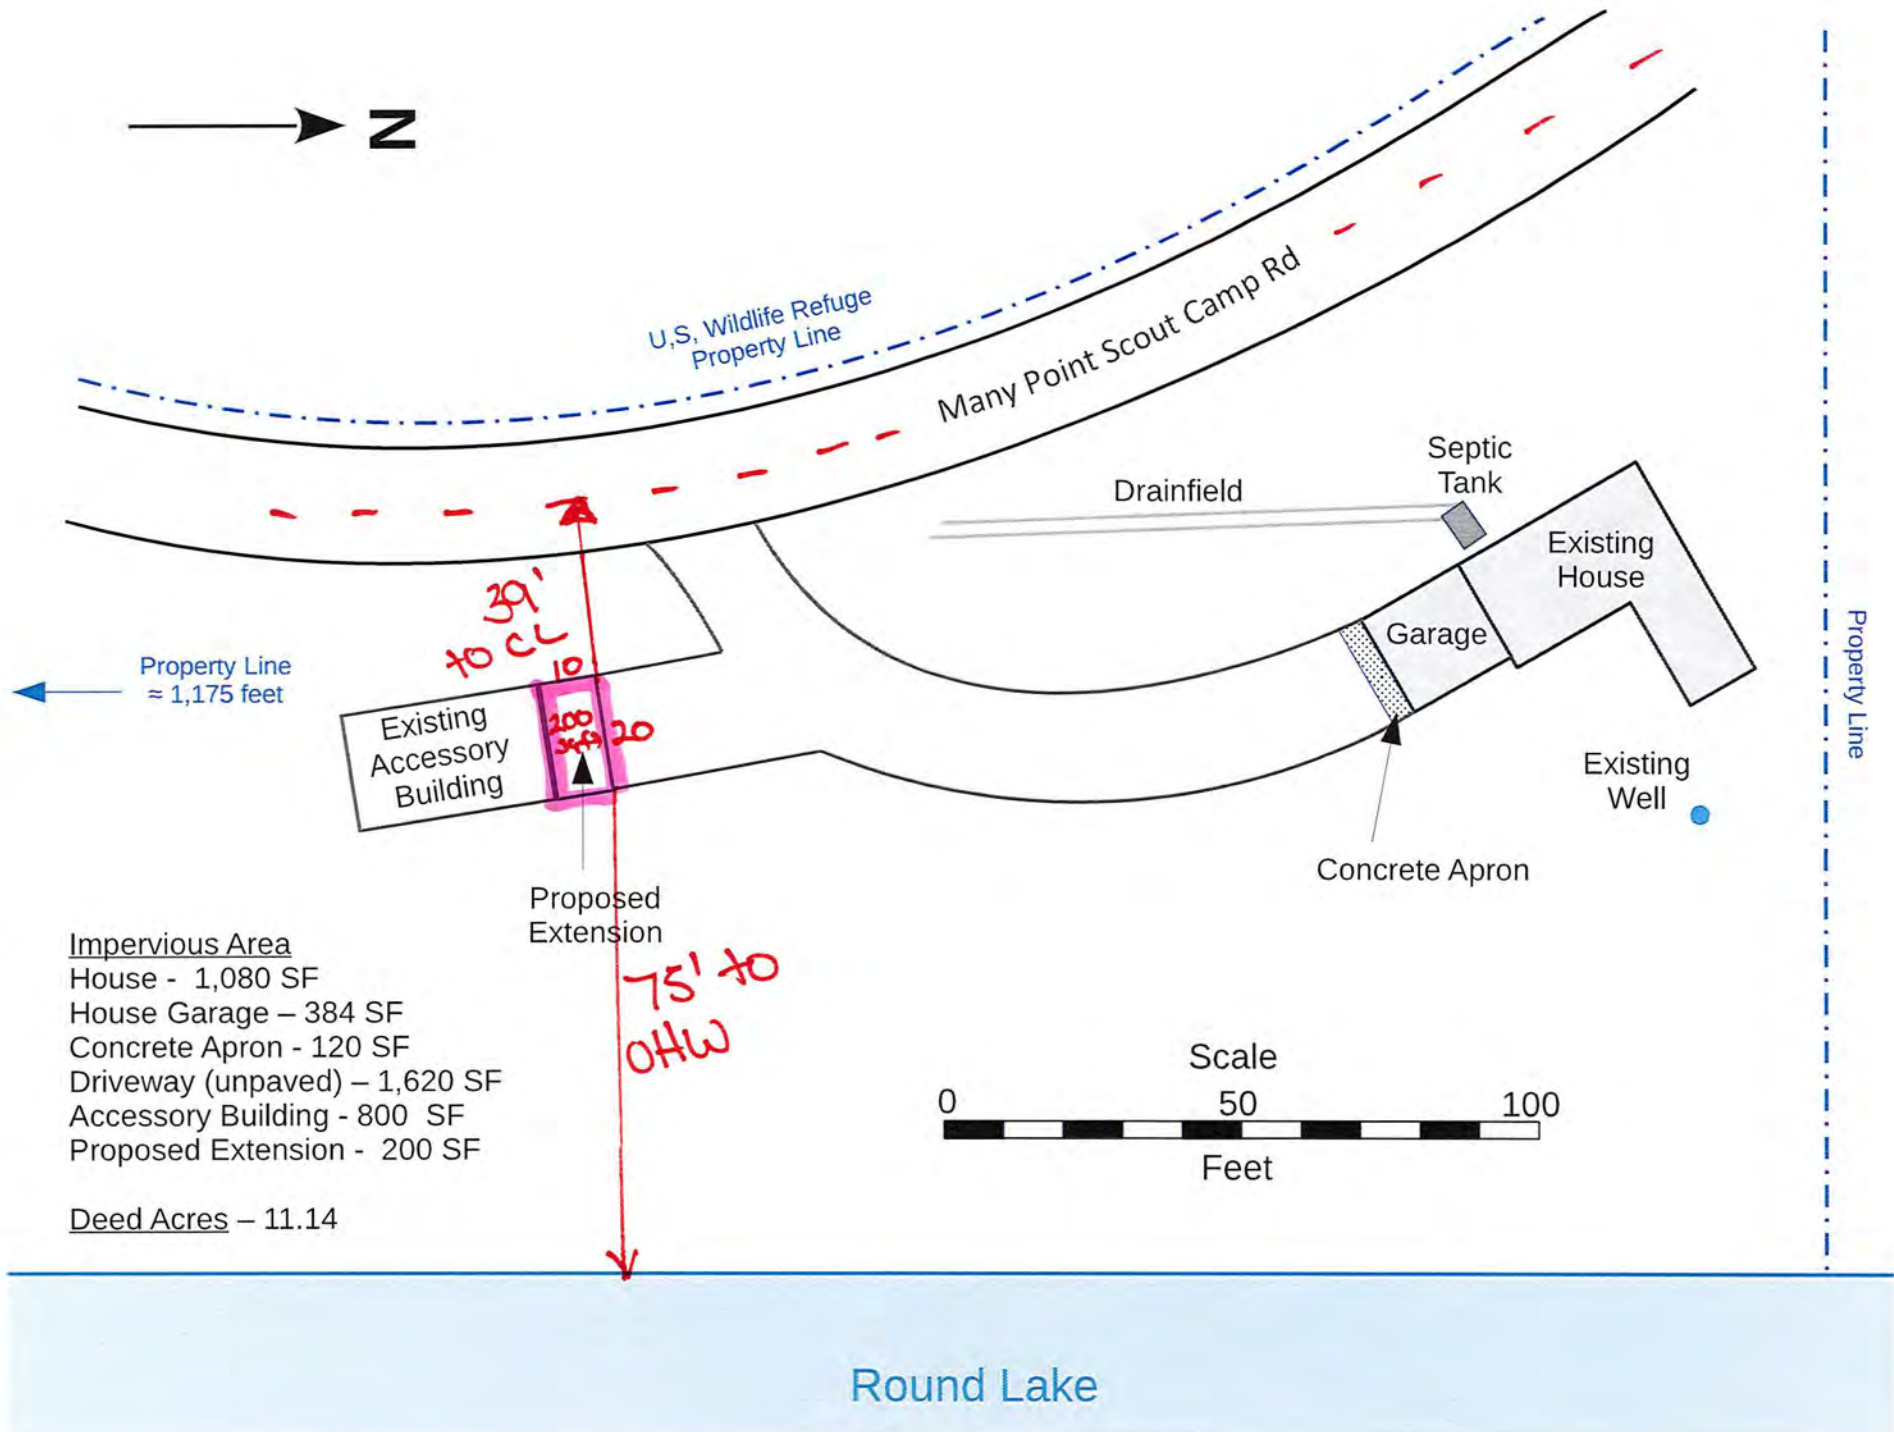 N
U,S, Wildlife Refuge
Property Line
Many Point Scout Camp Rd
Septic
Tank
Drainfield
Existing
House
Garage
Property Line
39'
to CL
10
Property Line
≈ 1,175 feet
Existing
Accessory
Building
200
sqft
20
Existing
Well
Concrete Apron
Proposed
Extension
75' to
OHW
Impervious Area
House - 1,080 SF
House Garage – 384 SF
Concrete Apron - 120 SF
Driveway (unpaved) – 1,620 SF
Accessory Building - 800 SF
Proposed Extension - 200 SF
Deed Acres – 11.14
Scale
0 50 100
Feet
Round Lake